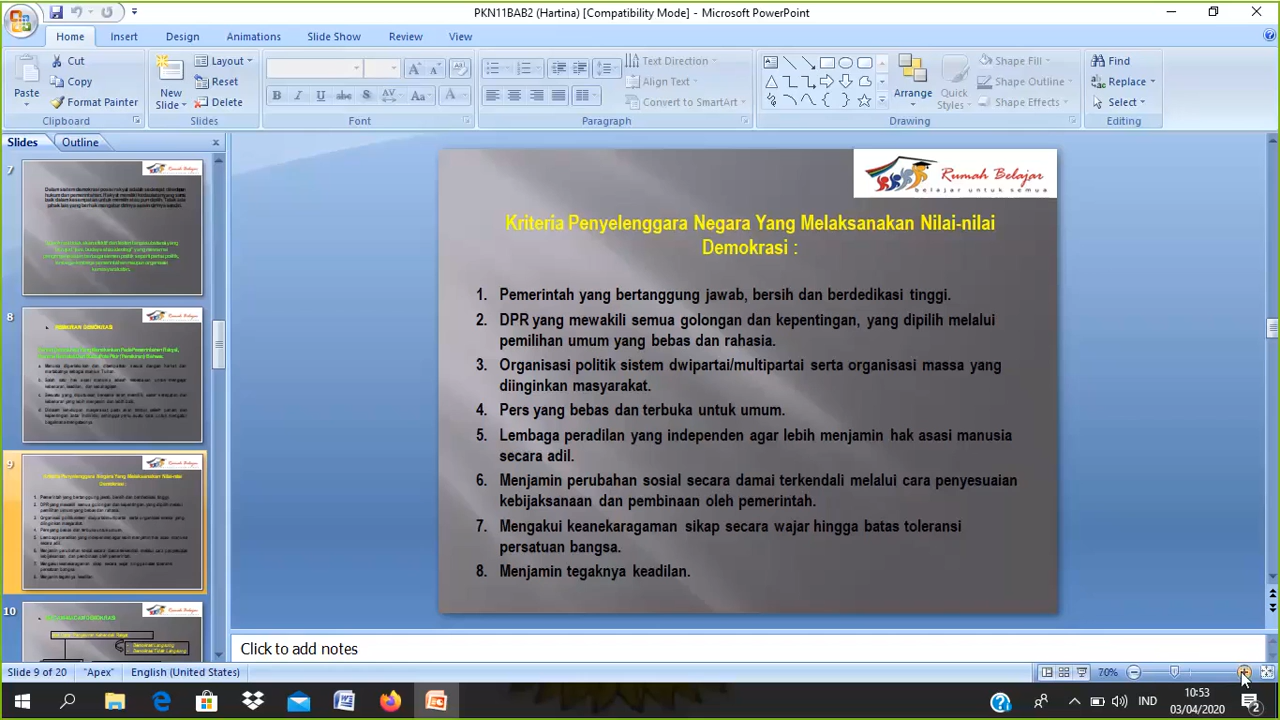 PKN11BAB2 (Hartina) [Compatibility Mode] - Microsoft PowerPoint
Home Insert Design Animations Slide Show Review View
Paste
Cut
Copy
Format Painter
Clipboard
New Slide
Layout
Reset
Delete
Slides
Font
Text Direction
Align Text
Convert to SmartArt
Paragraph
Arrange
Quick Styles
Shape Fill
Shape Outline
Shape Effects
Drawing
Find
Replace
Select
Editing
Slides Outline
7
8
9
10
Rumah Belajar
belajar untuk semua
Kriteria Penyelenggara Negara Yang Melaksanakan Nilai-nilai
Demokrasi :
1. Pemerintah yang bertanggung jawab, bersih dan berdedikasi tinggi.
2. DPR yang mewakili semua golongan dan kepentingan, yang dipilih melalui
pemilihan umum yang bebas dan rahasia.
3. Organisasi politik sistem dwipartai/multipartai serta organisasi massa yang
diinginkan masyarakat.
4. Pers yang bebas dan terbuka untuk umum.
5. Lembaga peradilan yang independen agar lebih menjamin hak asasi manusia
secara adil.
6. Menjamin perubahan sosial secara damai terkendali melalui cara penyesuaian
kebijaksanaan dan pembinaan oleh pemerintah.
7. Mengakui keanekaragaman sikap secara wajar hingga batas toleransi
persatuan bangsa.
8. Menjamin tegaknya keadilan.
Click to add notes
Slide 9 of 20 "Apex" English (United States) 70%
IND
10:53
03/04/2020
2